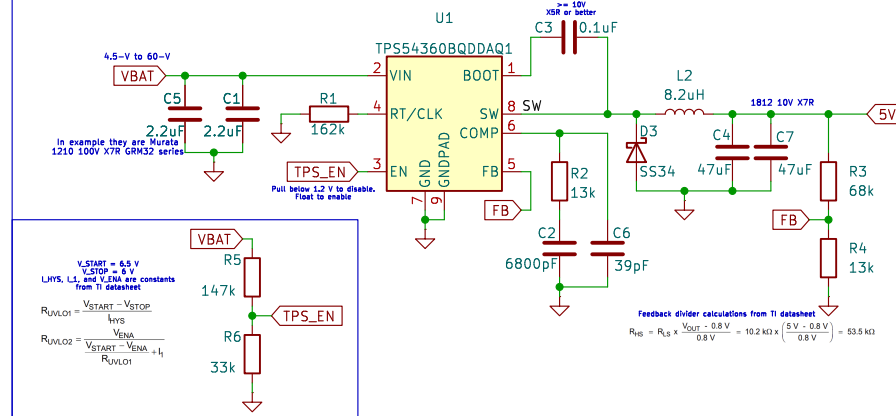 >= 10V
X5R or better
U1
C3
0.1uF
TPS54360BQDDAQ1
4.5-V to 60-V
VBAT
2
VIN
BOOT
1
L2
8.2uH
C5
C1
2.2uF
2.2uF
R1
162k
4
RT/CLK
SW
8
SW
1812 10V X7R
5V
COMP
6
In example they are Murata
1210 100V X7R GRM32 series
D3
SS34
C4
C7
47uF
47uF
R3
68k
TPS_EN
3
EN
FB
5
R2
13k
GND
GNDPAD
7
9
Pull below 1.2 V to disable.
Float to enable
FB
FB
VBAT
C2
C6
6800pF
39pF
R4
13k
V_START = 6.5 V
V_STOP = 6 V
I_HYS, I_1, and V_ENA are constants
from TI datasheet
R5
147k
RUVLO1 = VSTART – VSTOP / IHYS
TPS_EN
RUVLO2 = VENA / VSTART – VENA / RUVLO1 + I1
R6
33k
Feedback divider calculations from TI datasheet
RHS = RLS x VOUT - 0.8 V / 0.8 V = 10.2 kΩ x (5 V - 0.8 V / 0.8 V) = 53.5 kΩ